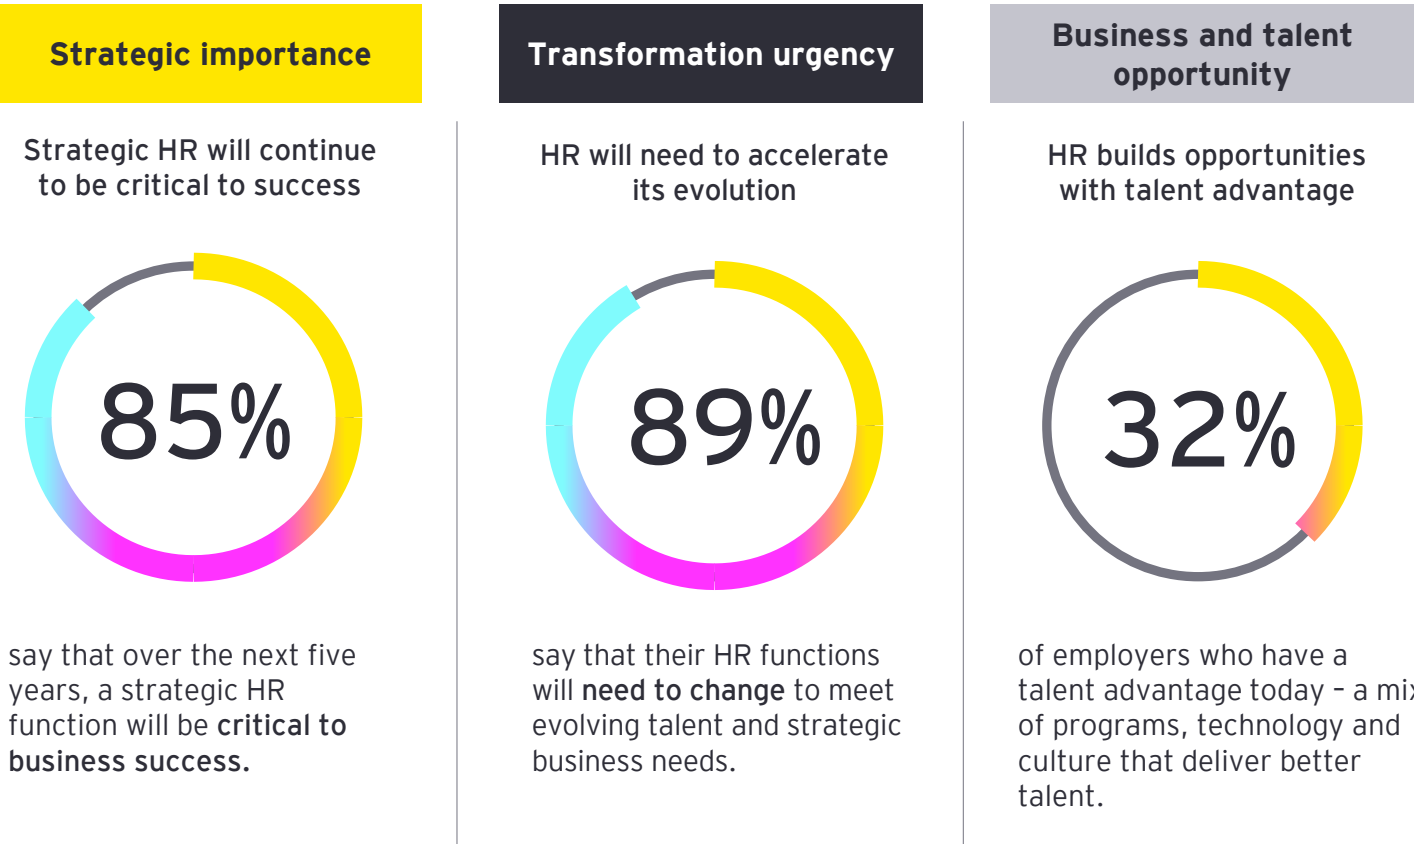 Strategic importance
Strategic HR will continue
to be critical to success
85%
say that over the next five
years, a strategic HR
function will be critical to
business success.
Transformation urgency
HR will need to accelerate
its evolution
89%
say that their HR functions
will need to change to meet
evolving talent and strategic
business needs.
Business and talent
opportunity
HR builds opportunities
with talent advantage
32%
of employers who have a
talent advantage today – a mix
of programs, technology and
culture that deliver better
talent.